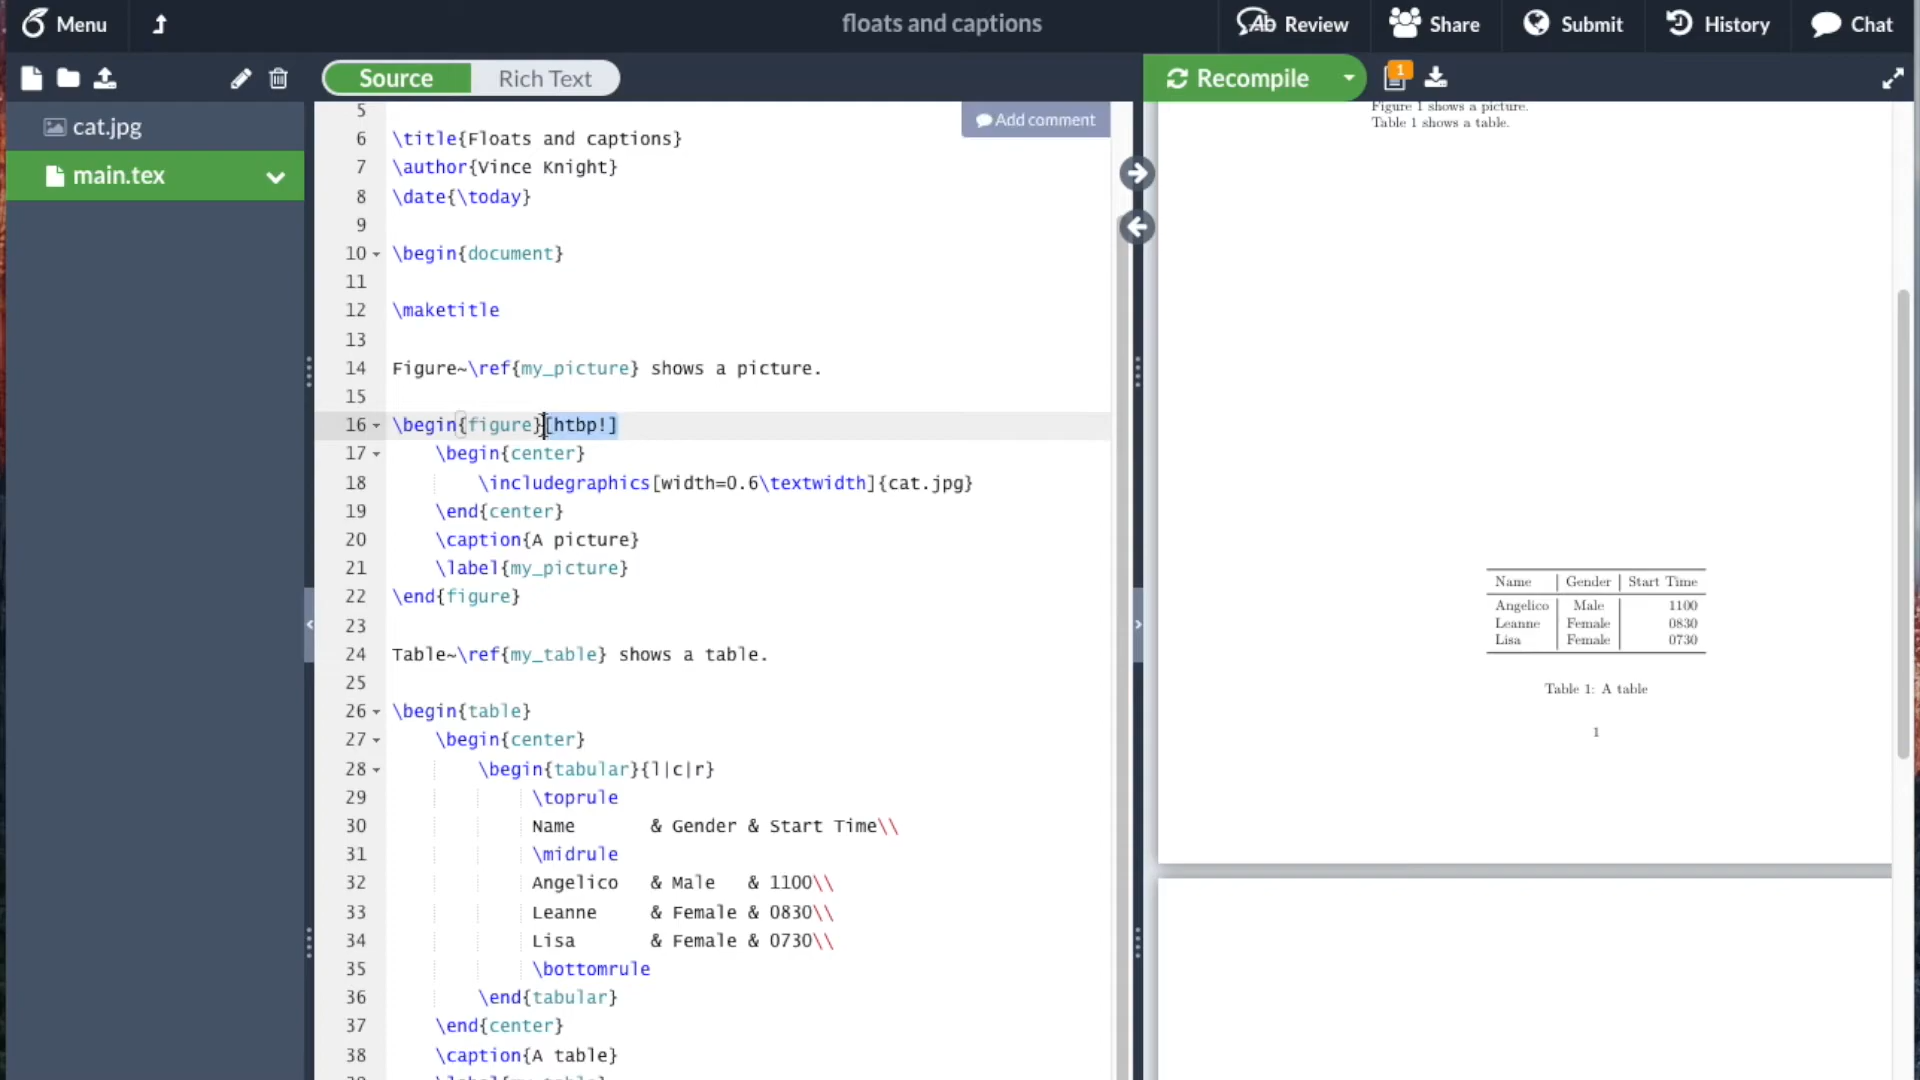 Menu
floats and captions
Review
Share
Submit
History
Chat
Source
Rich Text
Recompile
1
cat.jpg
main.tex
Add comment
5
6 \title{Floats and captions}
7 \author{Vince Knight}
8 \date{\today}
9
10 \begin{document}
11
12 \maketitle
13
14 Figure~\ref{my_picture} shows a picture.
15
16 \begin{figure}[htbp!]
17 \begin{center}
18 \includegraphics[width=0.6\textwidth]{cat.jpg}
19 \end{center}
20 \caption{A picture}
21 \label{my_picture}
22 \end{figure}
23
24 Table~\ref{my_table} shows a table.
25
26 \begin{table}
27 \begin{center}
28 \begin{tabular}{l|c|r}
29 \toprule
30 Name & Gender & Start Time\\
31 \midrule
32 Angelico & Male & 1100\\
33 Leanne & Female & 0830\\
34 Lisa & Female & 0730\\
35 \bottomrule
36 \end{tabular}
37 \end{center}
38 \caption{A table}
Figure 1 shows a picture.
Table 1 shows a table.
Name Gender Start Time
Angelico Male 1100
Leanne Female 0830
Lisa Female 0730
Table 1: A table
1